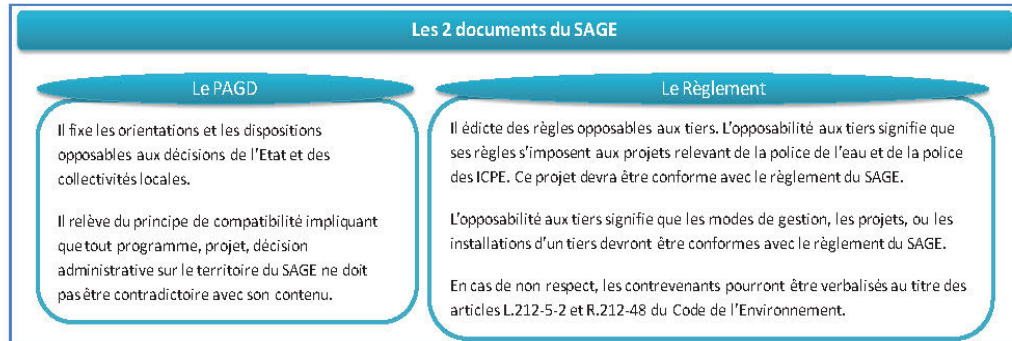 Les 2 documents du SAGE
Le PAGD
Il fixe les orientations et les dispositions
opposables aux décisions de l'Etat et des
collectivités locales.
Il relève du principe de compatibilité impliquant
que tout programme, projet, décision
administrative sur le territoire du SAGE ne doit
pas être contradictoire avec son contenu.
Le Règlement
Il édicte des règles opposables aux tiers. L'opposabilité aux tiers signifie que
ses règles s'imposent aux projets relevant de la police de l'eau et de la police
des ICPE. Ce projet devra être conforme avec le règlement du SAGE.
L'opposabilité aux tiers signifie que les modes de gestion, les projets, ou les
installations d'un tiers devront être conformes avec le règlement du SAGE.
En cas de non respect, les contrevenants pourront être verbalisés au titre des
articles L.212-5-2 et R.212-48 du Code de l'Environnement.